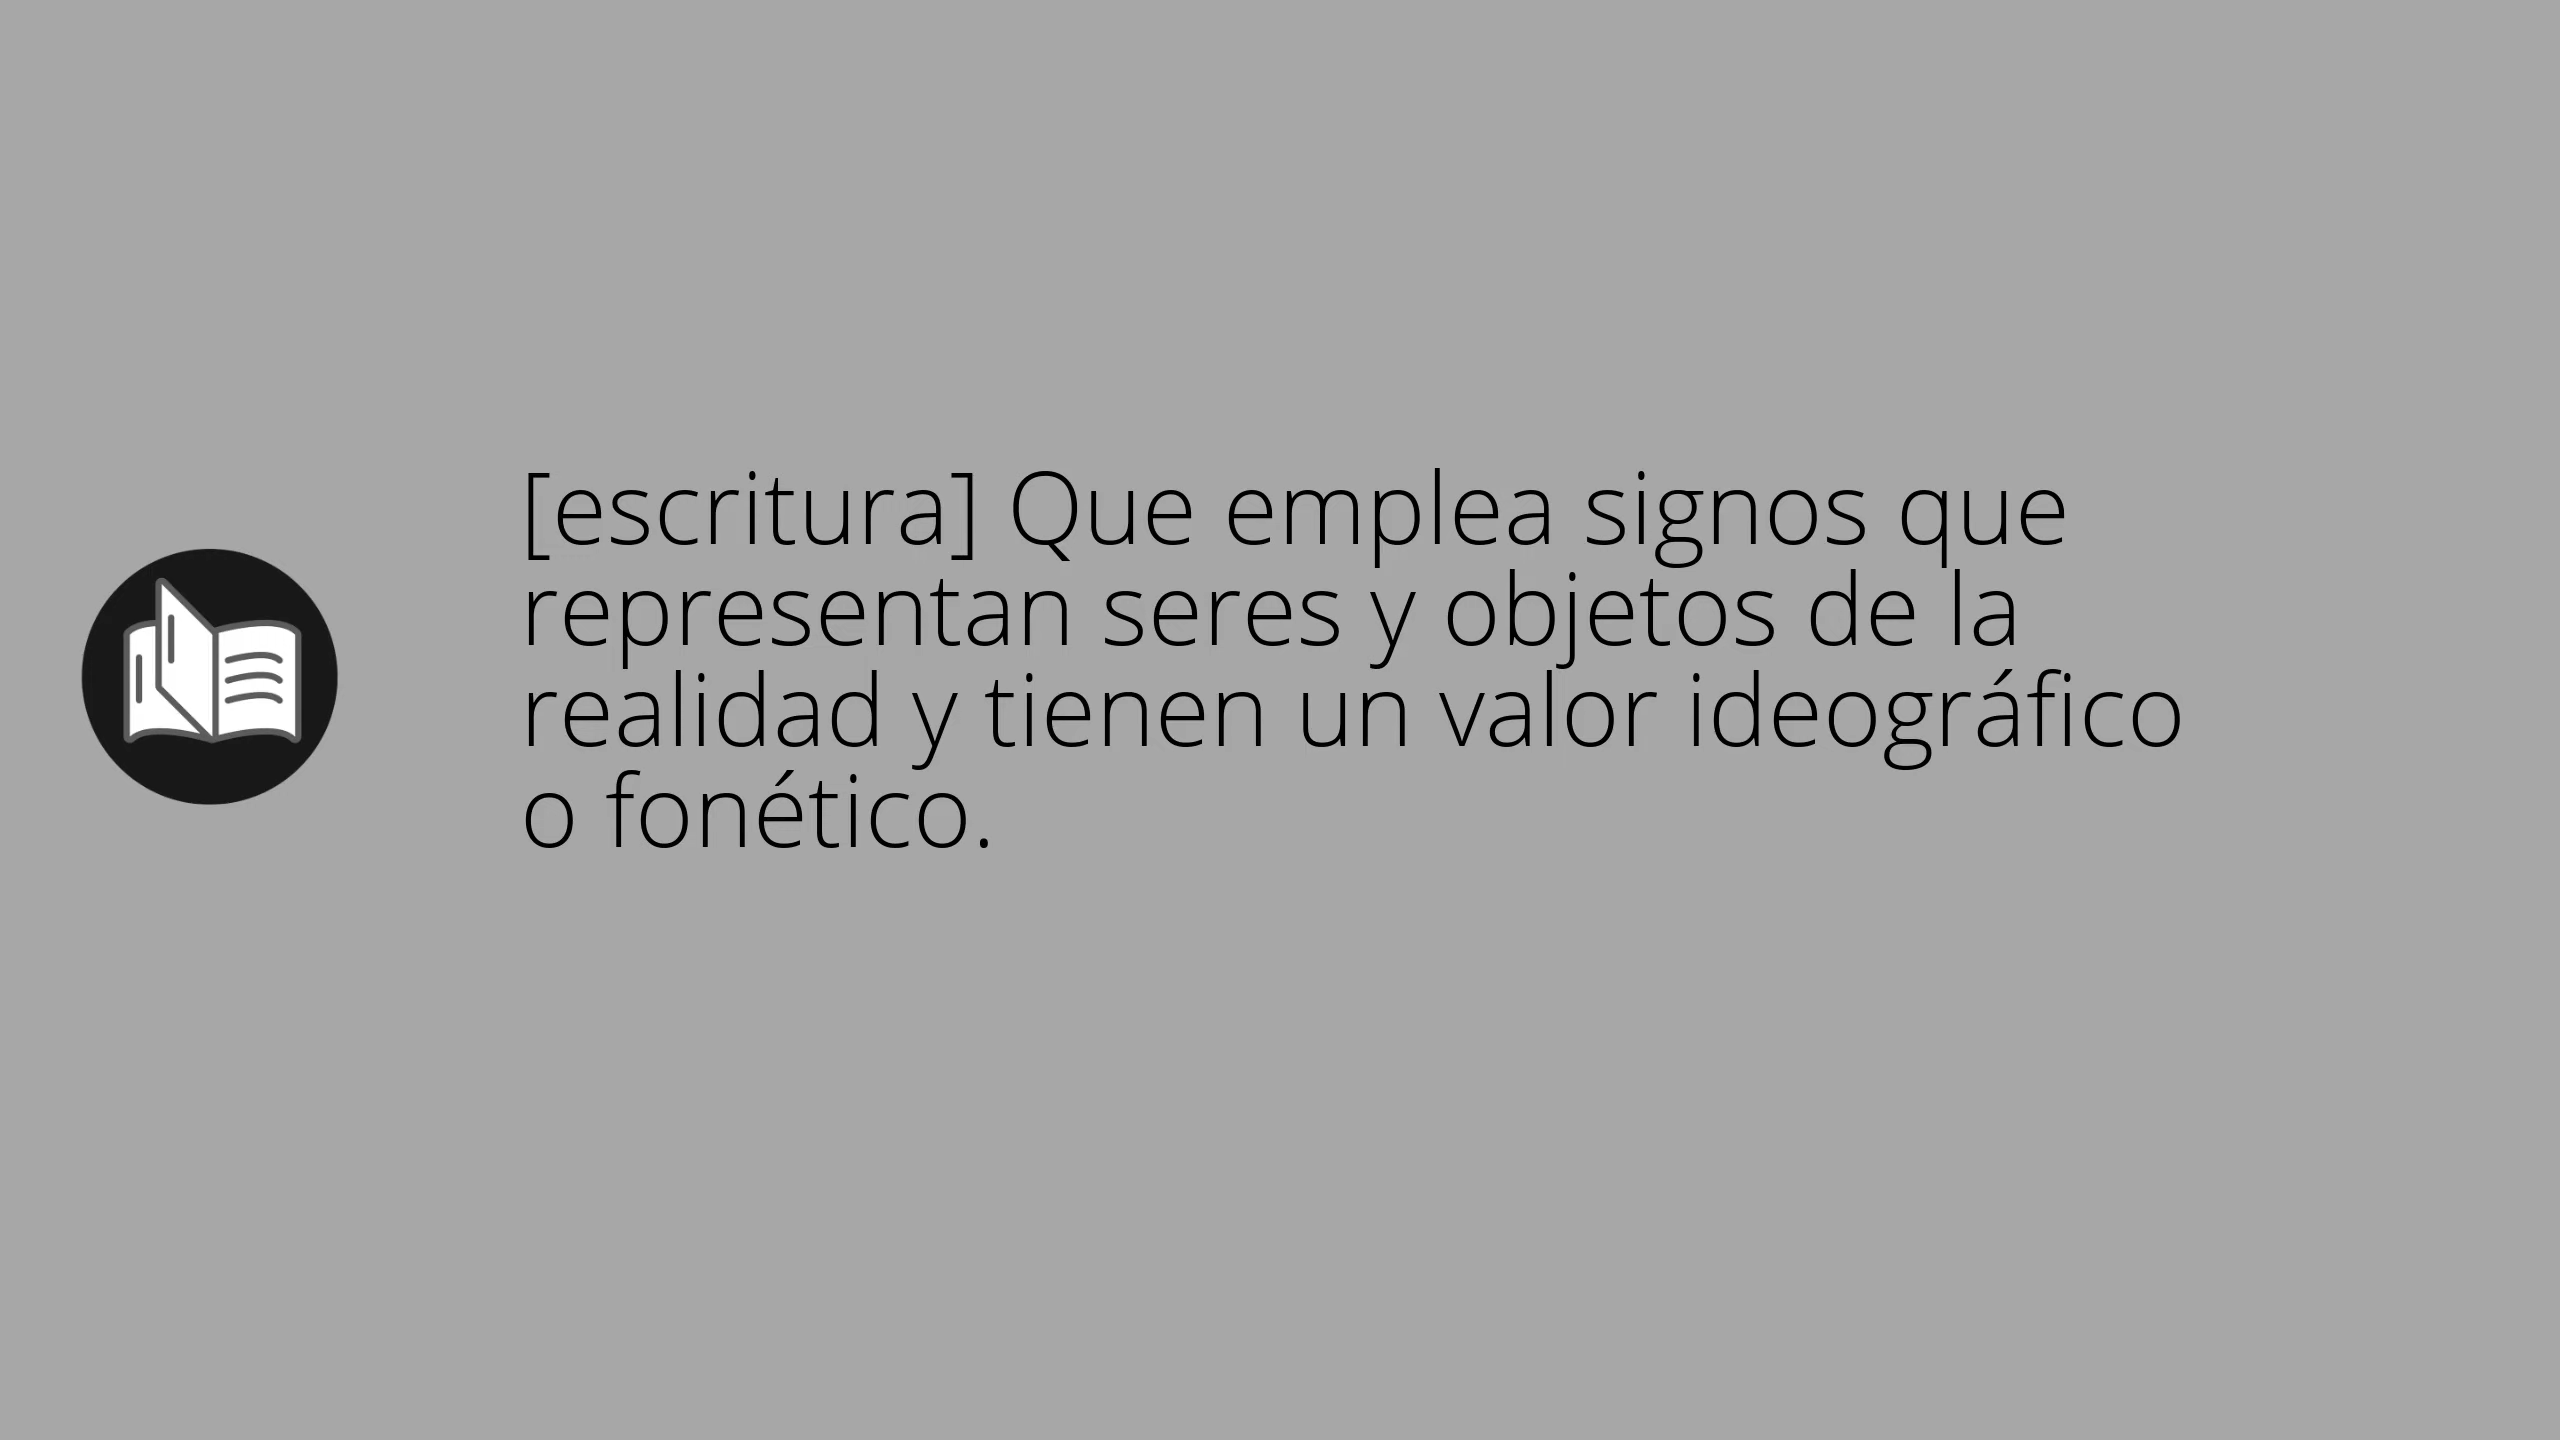 [escritura] Que emplea signos que
representan seres y objetos de la
realidad y tienen un valor ideográfico
o fonético.